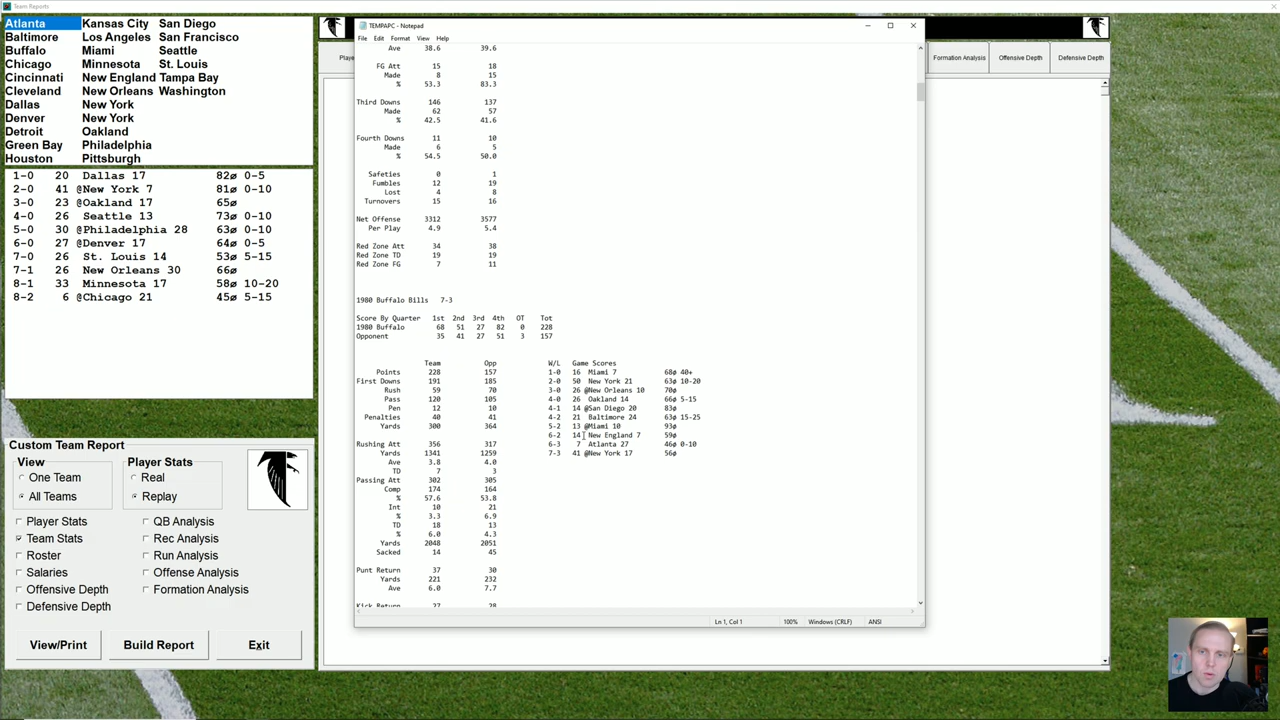 Team Reports
Atlanta Kansas City San Diego
Baltimore Los Angeles San Francisco
Buffalo Miami Seattle
Chicago Minnesota St. Louis
Cincinnati New England Tampa Bay
Cleveland New Orleans Washington
Dallas New York
Denver New York
Detroit Oakland
Green Bay Philadelphia
Houston Pittsburgh
1-0 20 Dallas 17 82ø 0-5
2-0 41 @New York 7 81ø 0-10
3-0 23 @Oakland 17 65ø
4-0 26 Seattle 13 73ø 0-10
5-0 30 @Philadelphia 28 63ø 0-10
6-0 27 @Denver 17 64ø 0-5
7-0 26 St. Louis 14 53ø 5-15
7-1 26 New Orleans 30 66ø
8-1 33 Minnesota 17 58ø 10-20
8-2 6 @Chicago 21 45ø 5-15
Custom Team Report
View Player Stats
One Team Real
All Teams Replay
Player Stats QB Analysis
Team Stats Rec Analysis
Roster Run Analysis
Salaries Offense Analysis
Offensive Depth Formation Analysis
Defensive Depth
View/Print Build Report Exit
Playe
Formation Analysis Offensive Depth Defensive Depth
TEMPAPC - Notepad
File Edit Format View Help
Ave 38.6 39.6
FG Att 15 18
Made 8 15
% 53.3 83.3
Third Downs 146 137
Made 62 57
% 42.5 41.6
Fourth Downs 11 10
Made 6 5
% 54.5 50.0
Safeties 0 1
Fumbles 12 19
Lost 4 8
Turnovers 15 16
Net Offense 3312 3577
Per Play 4.9 5.4
Red Zone Att 34 38
Red Zone TD 19 19
Red Zone FG 7 11
1980 Buffalo Bills 7-3
Score By Quarter 1st 2nd 3rd 4th OT Tot
1980 Buffalo 68 51 27 82 0 228
Opponent 35 41 27 51 3 157
Team Opp W/L Game Scores
Points 228 157 1-0 16 Miami 7 68ø 40+
First Downs 191 185 2-0 50 New York 21 63ø 10-20
Rush 59 70 3-0 26 @New Orleans 10 70ø
Pass 120 105 4-0 26 Oakland 14 66ø 5-15
Pen 12 10 4-1 14 @San Diego 20 83ø
Penalties 40 41 4-2 21 Baltimore 24 63ø 15-25
Yards 300 364 5-2 13 @Miami 10 93ø
6-2 14 New England 7 59ø
Rushing Att 356 317 6-3 7 Atlanta 27 46ø 0-10
Yards 1341 1259 7-3 41 @New York 17 56ø
Ave 3.8 4.0
TD 7 3
Passing Att 302 305
Comp 174 164
% 57.6 53.8
Int 10 21
% 3.3 6.9
TD 18 13
% 6.0 4.3
Yards 2048 2051
Sacked 14 45
Punt Return 37 30
Yards 221 232
Ave 6.0 7.7
Kick Return 27 28
Ln 1, Col 1 100% Windows (CRLF) ANSI